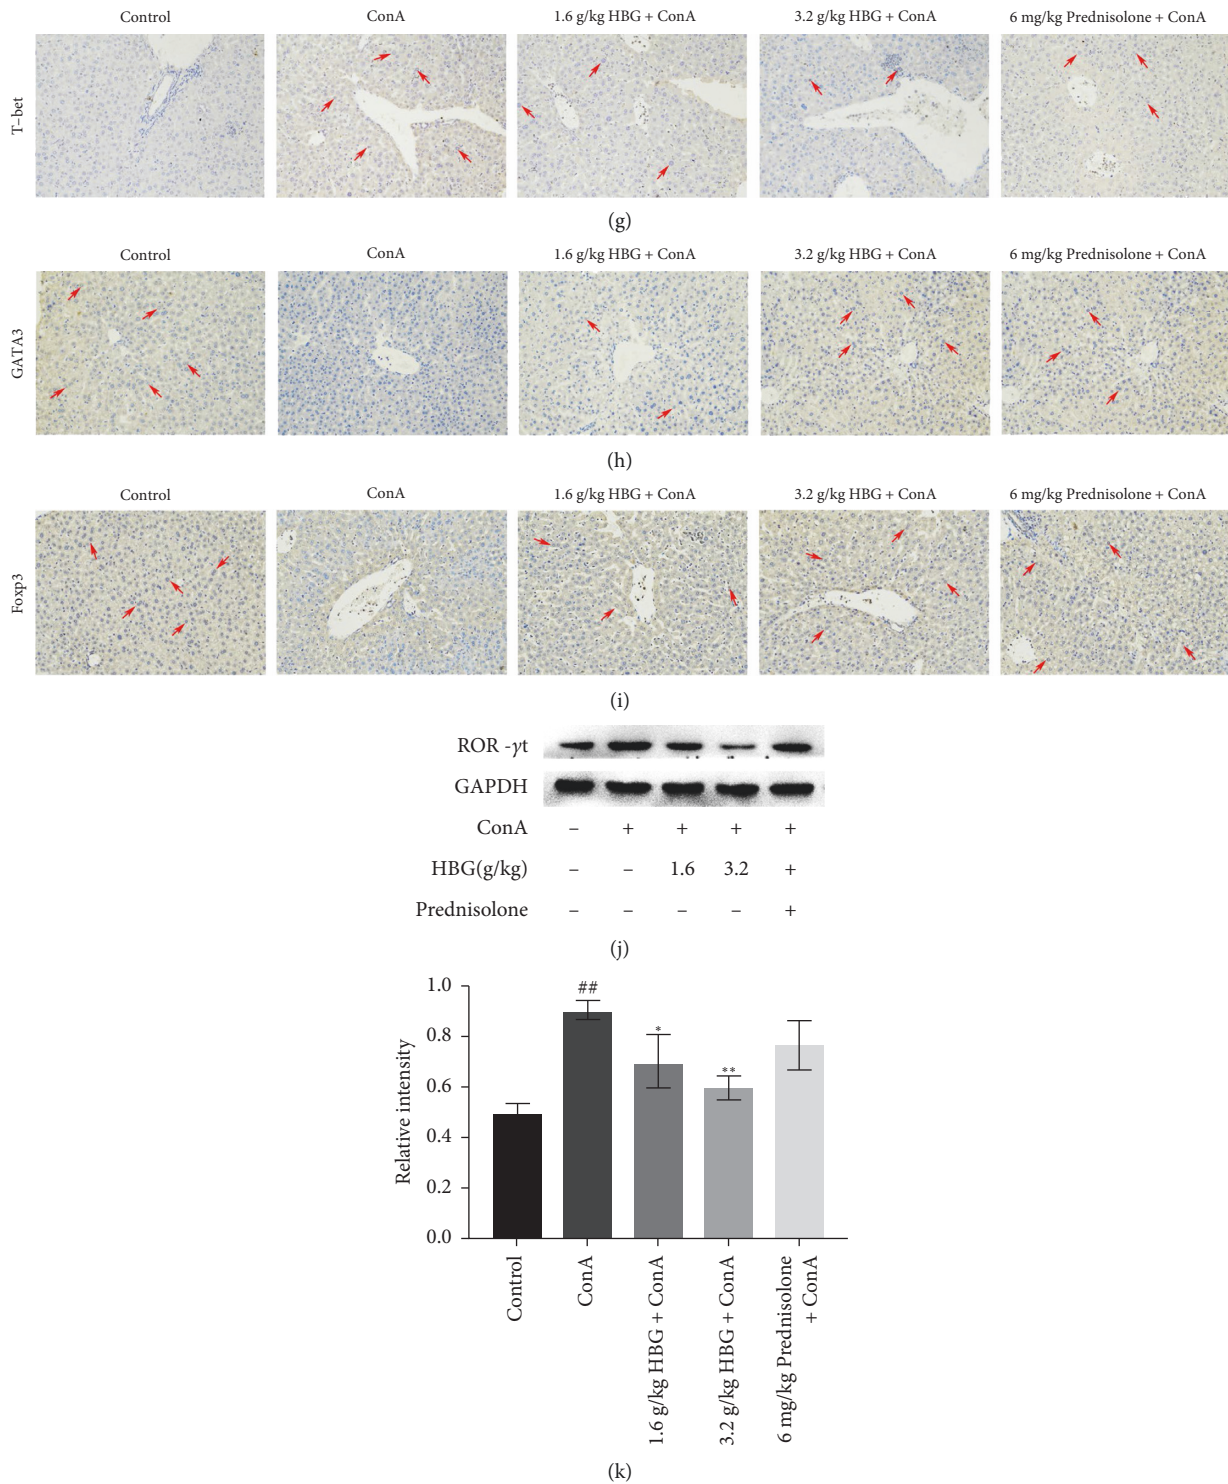 Control ConA 1.6 g/kg HBG + ConA 3.2 g/kg HBG + ConA 6 mg/kg Prednisolone + ConA
T–bet
(g)
Control ConA 1.6 g/kg HBG + ConA 3.2 g/kg HBG + ConA 6 mg/kg Prednisolone + ConA
GATA3
(h)
Control ConA 1.6 g/kg HBG + ConA 3.2 g/kg HBG + ConA 6 mg/kg Prednisolone + ConA
Foxp3
(i)
ROR -γt
GAPDH
ConA – + + + +
HBG(g/kg) – – 1.6 3.2 +
Prednisolone – – – – +
(j)
1.0
0.8
0.6
0.4
0.2
0.0
Relative intensity
##
*
**
Control
ConA
1.6 g/kg HBG + ConA
3.2 g/kg HBG + ConA
6 mg/kg Prednisolone
+ ConA
(k)